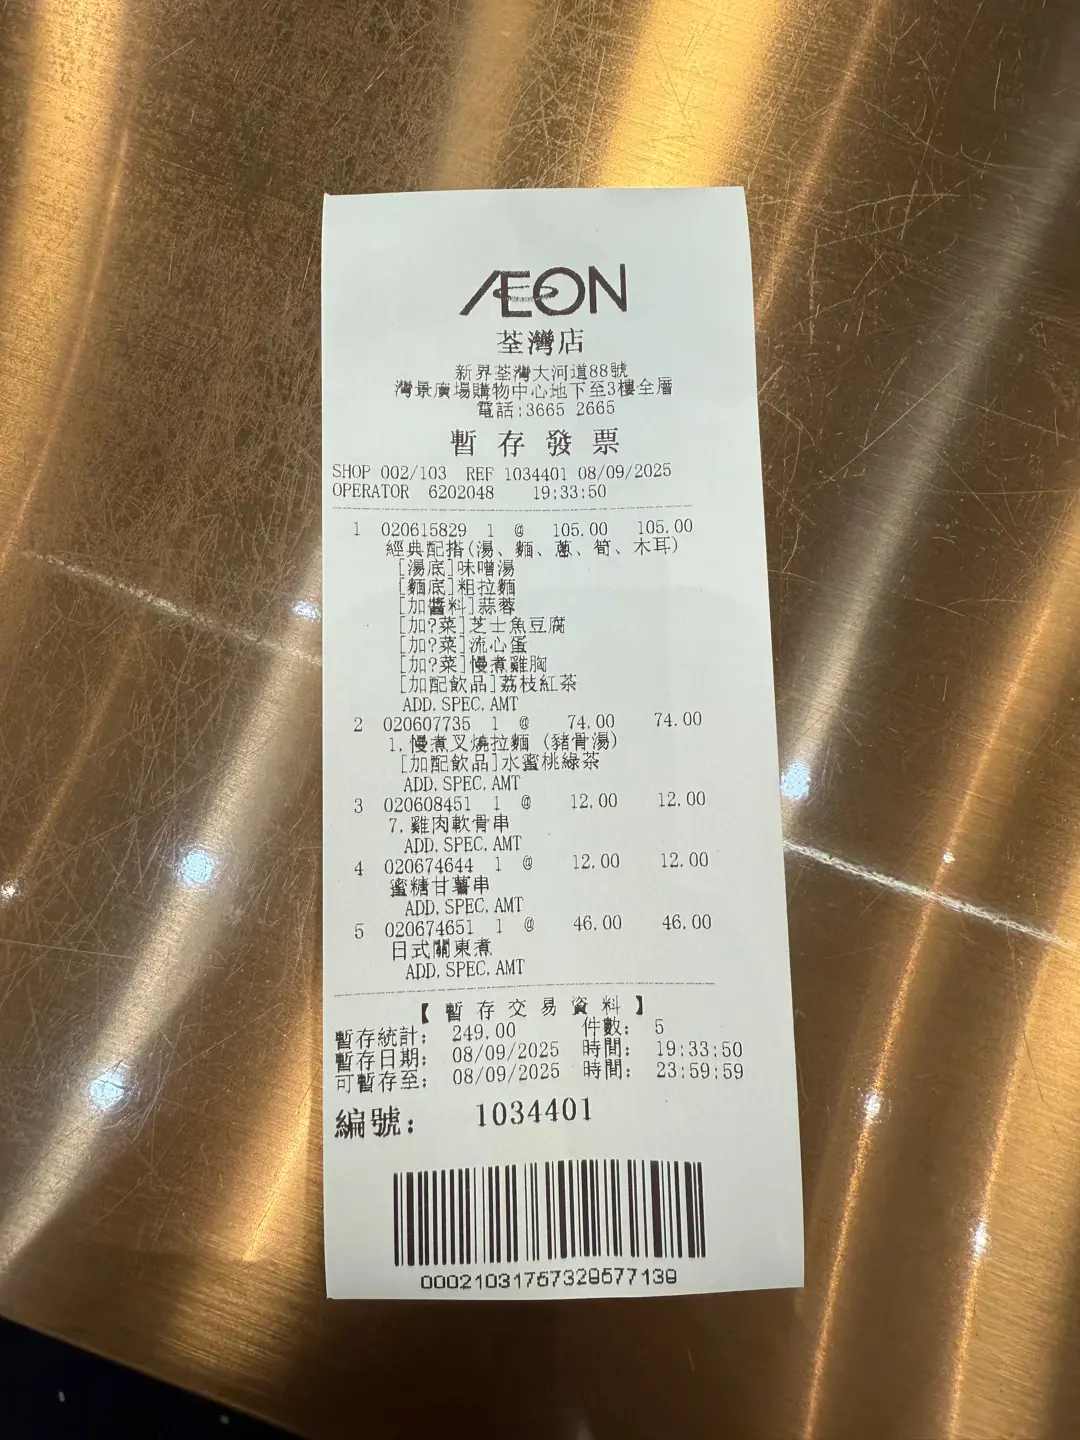 ÆON
荃灣店
新界荃灣大河道88號
灣景廣場購物中心地下至3樓全層
電話:3665 2665
暫存發票
SHOP 002/103 REF 1034401 08/09/2025
OPERATOR 6202048 19:33:50
1 020615829 1 @ 105.00 105.00
經典配搭(湯、麵、蔥、筍、木耳)
[湯底]味噌湯
[麵底]粗拉麵
[加醬料]蒜蓉
[加?菜]芝士魚豆腐
[加?菜]流心蛋
[加?菜]慢煮雞胸
[加配飲品]荔枝紅茶
ADD.SPEC.AMT
2 020607735 1 @ 74.00 74.00
1.慢煮叉燒拉麵 (豬骨湯)
[加配飲品]水蜜桃綠茶
ADD.SPEC.AMT
3 020608451 1 @ 12.00 12.00
7.雞肉軟骨串
ADD.SPEC.AMT
4 020674644 1 @ 12.00 12.00
蜜糖甘薯串
ADD.SPEC.AMT
5 020674651 1 @ 46.00 46.00
日式關東煮
ADD.SPEC.AMT
【暫存交易資料】
暫存統計: 249.00 件數: 5
暫存日期: 08/09/2025 時間: 19:33:50
可暫存至: 08/09/2025 時間: 23:59:59
編號: 1034401
0002103176732857713​9